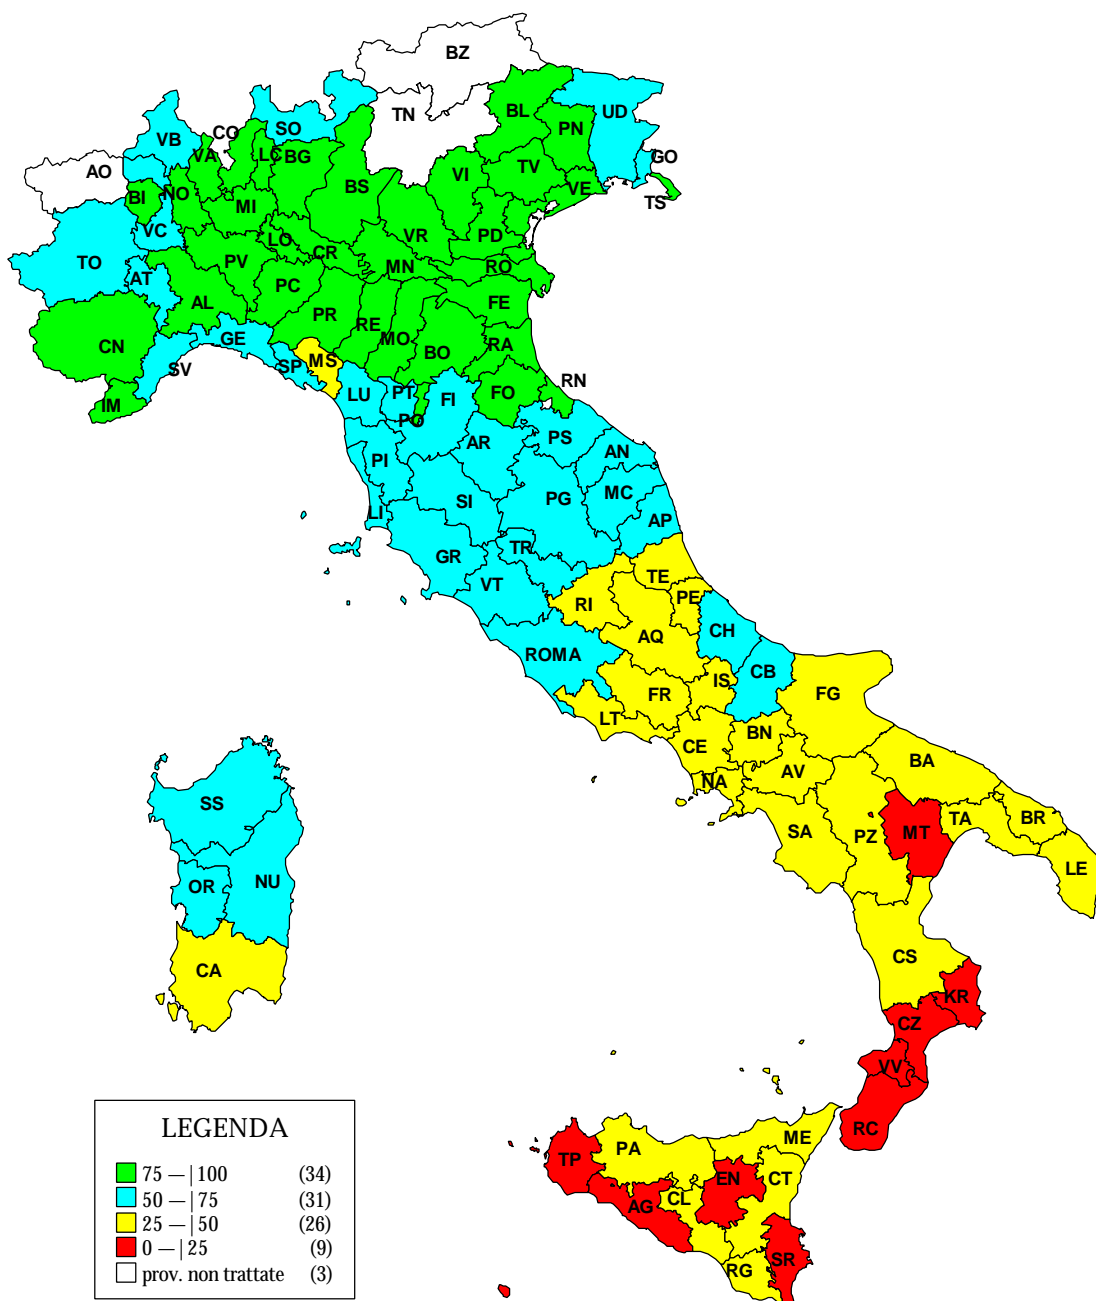 BZ
TN
BL
UD
PN
CO
SO
VB
VA
LC
BG
GO
AO
BS
VI
TV
VE
BI
NO
TS
MI
VC
LO
VR
PD
CR
TO
PV
MN
RO
AT
PC
AL
PR
FE
RE
GE
MO
RA
CN
BO
MS
SP
SV
RN
LU
PT
FI
FO
IM
PO
PS
AR
AN
PI
MC
PG
SI
LI
AP
TR
GR
TE
VT
PE
RI
CH
AQ
ROMA
CB
IS
FR
FG
LT
BN
CE
BA
AV
NA
SS
BR
TA
SA
PZ
MT
LE
NU
OR
CS
CA
KR
CZ
VV
RC
ME
PA
TP
EN
CT
CL
AG
SR
RG
LEGENDA
75 —| 100 (34)
50 —| 75 (31)
25 —| 50 (26)
0 —| 25 (9)
prov. non trattate (3)